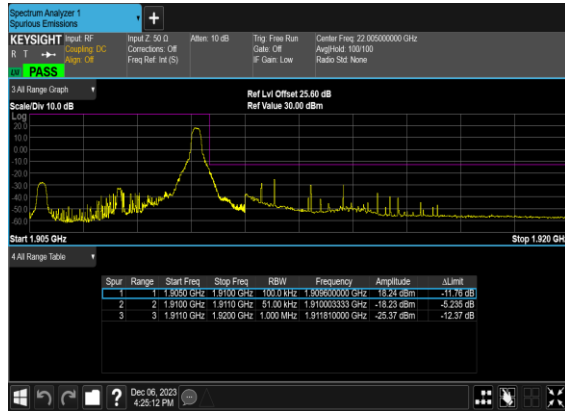 Spectrum Analyzer 1
Spurious Emissions
+
KEYSIGHT Input: RF Input Z: 50 Ω Atten: 10 dB Trig: Free Run Center Freq: 22.005000000 GHz
R T Coupling: DC Corrections: Off Gate: Off Avg|Hold: 100/100
Align: Off Freq Ref: Int (S) IF Gain: Low Radio Std: None
PASS
3 All Range Graph
Ref Lvl Offset 25.60 dB
Scale/Div 10.0 dB Ref Value 30.00 dBm
Log
20.0
10.0
0.00
-10.0
-20.0
-30.0
-40.0
-50.0
-60.0
Start 1.905 GHz Stop 1.920 GH
4 All Range Table
Spur Range Start Freq Stop Freq RBW Frequency Amplitude ΔLimit
1 1 1.9050 GHz 1.9100 GHz 100.0 kHz 1.909600000 GHz 18.24 dBm -11.76 dB
2 2 1.9100 GHz 1.9110 GHz 51.00 kHz 1.910003333 GHz -18.23 dBm -5.235 dB
3 3 1.9110 GHz 1.9200 GHz 1.000 MHz 1.911810000 GHz -25.37 dBm -12.37 dB
? Dec 06, 2023
4:25:12 PM